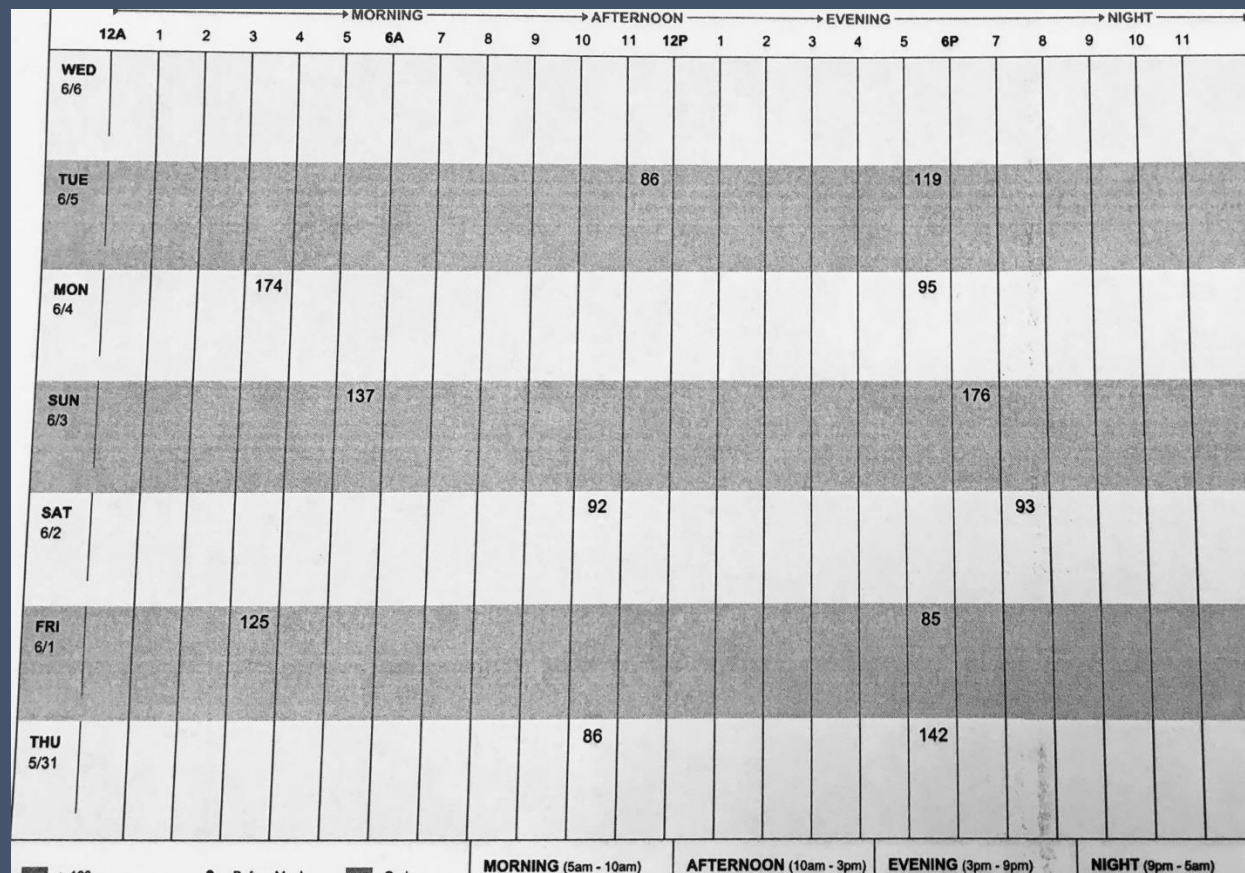 MORNING AFTERNOON EVENING NIGHT
12A 1 2 3 4 5 6A 7 8 9 10 11 12P 1 2 3 4 5 6P 7 8 9 10 11
WED
6/6
TUE 86 119
6/5
MON 174 95
6/4
SUN 137 176
6/3
SAT 92 93
6/2
FRI 125 85
6/1
THU 86 142
5/31
MORNING (5am - 10am) AFTERNOON (10am - 3pm) EVENING (3pm - 9pm) NIGHT (9pm - 5am)